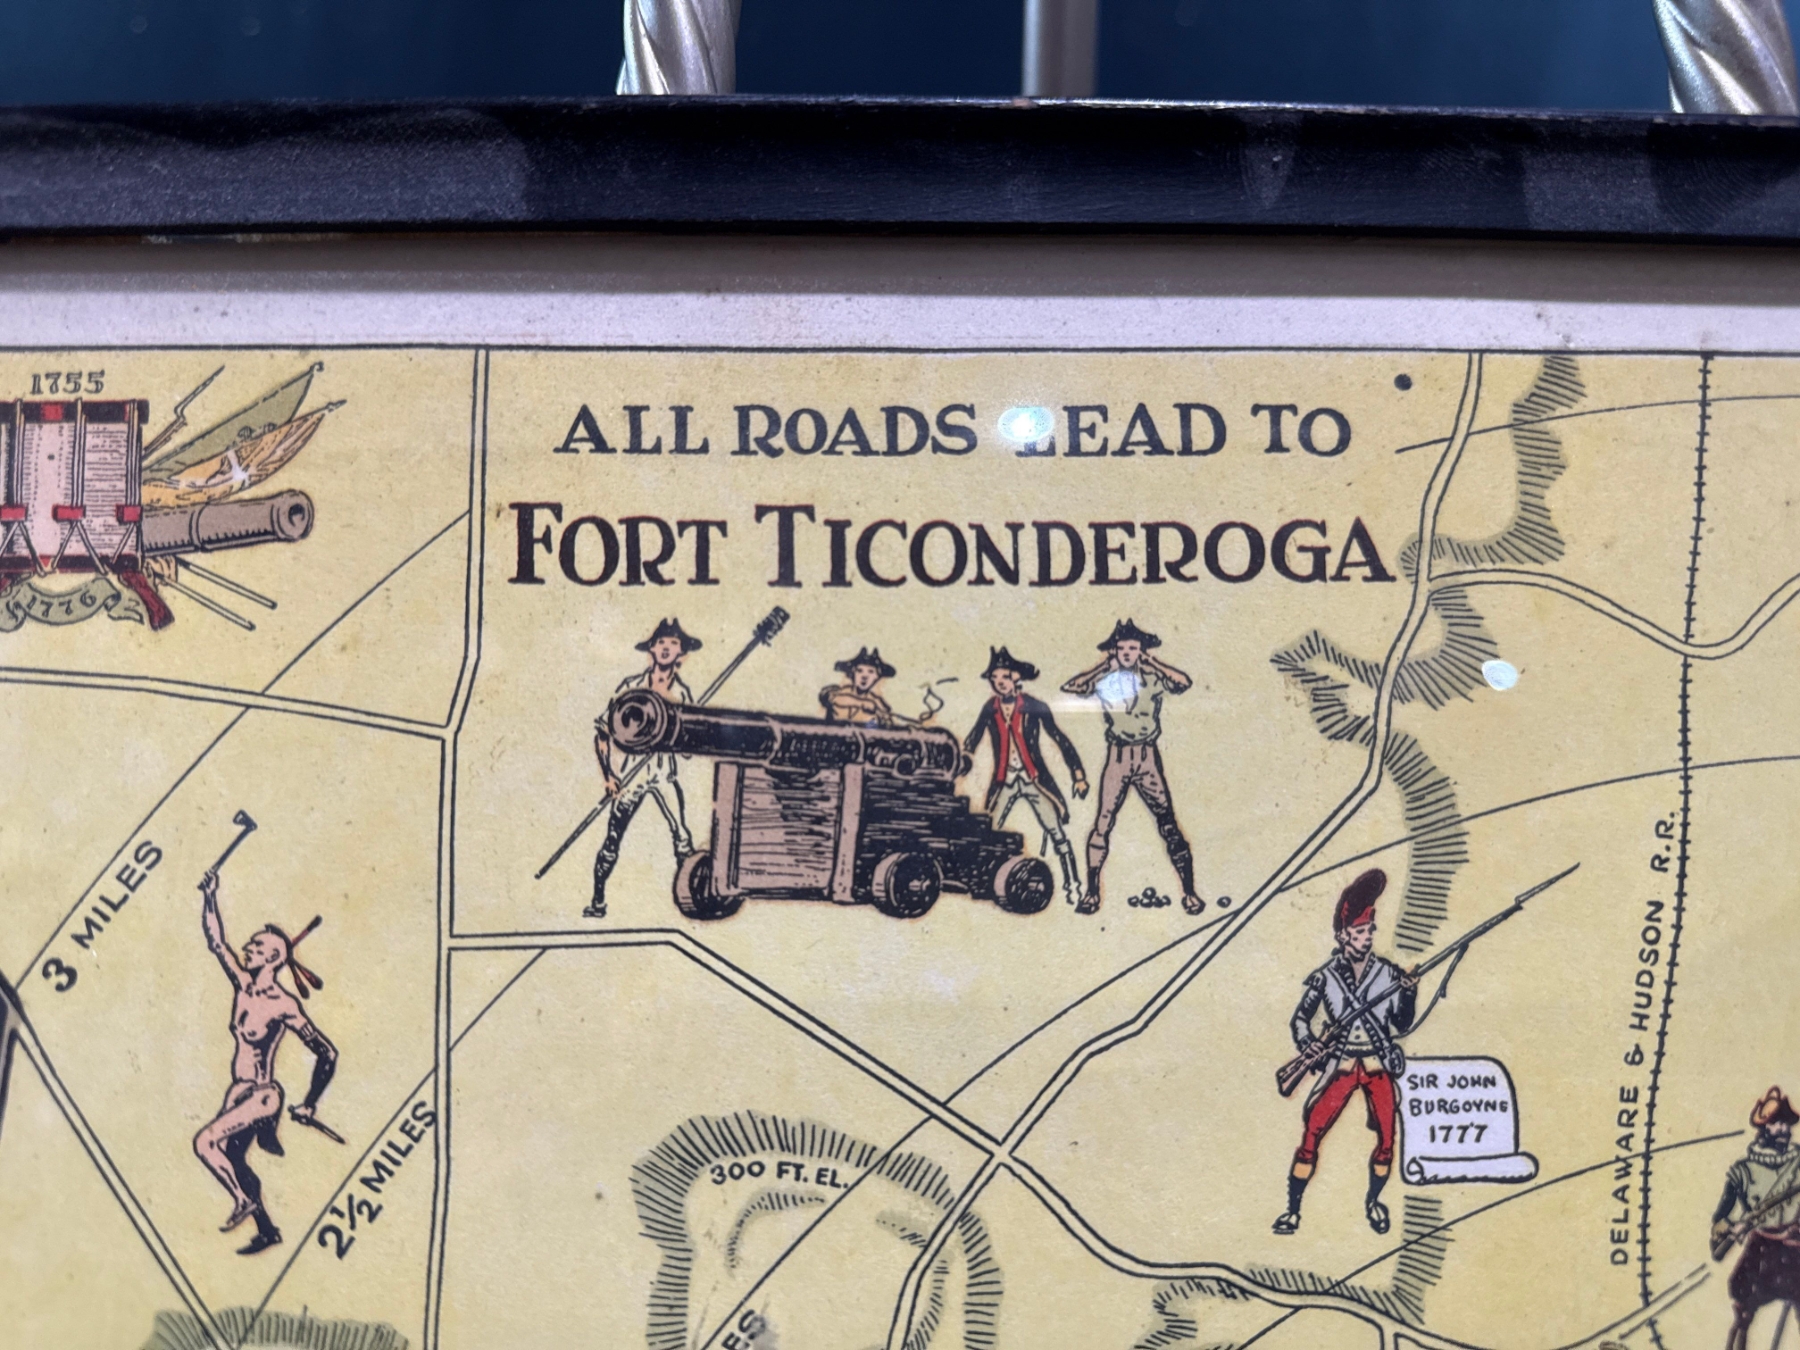 1755
1776
ALL ROADS LEAD TO
FORT TICONDEROGA
3 MILES
2½ MILES
300 FT. EL.
SIR JOHN
BURGOYNE
1777
DELAWARE & HUDSON R.R.